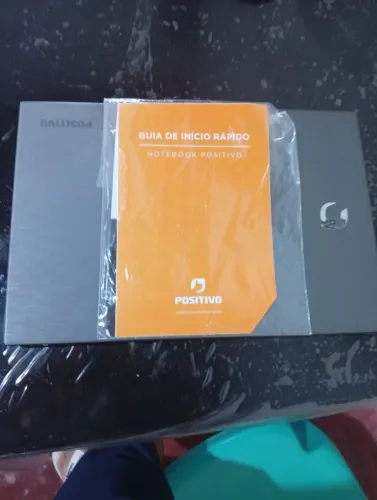 POSITIVO
GUIA DE INÍCIO RÁPIDO
NOTEBOOK POSITIVO
POSITIVO